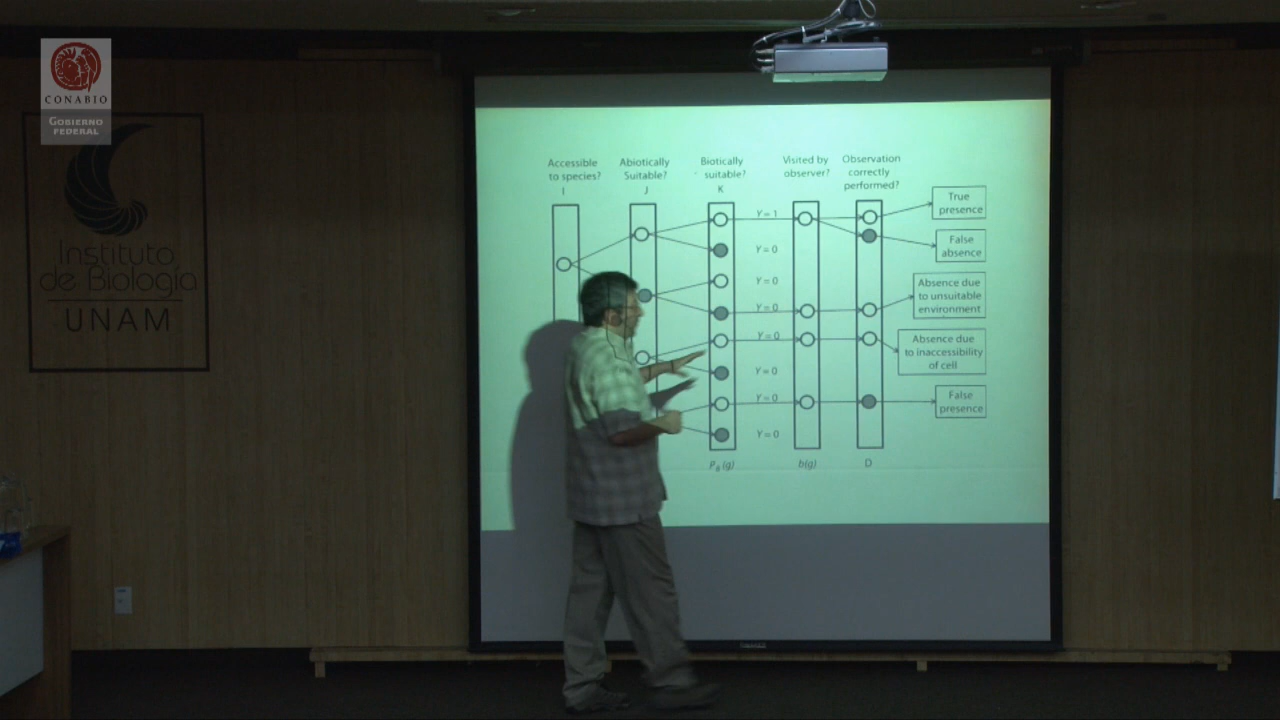 CONABIO
GOBIERNO
FEDERAL
Instituto
de Biología
UNAM
Accessible
to species?
I
Abiotically
Suitable?
J
Biotically
suitable?
K
Visited by
observer?
Observation
correctly
performed?
Y = 1
Y = 0
Y = 0
Y = 0
Y = 0
Y = 0
Y = 0
Y = 0
True
presence
False
absence
Absence due
to unsuitable
environment
Absence due
to inaccessibility
of cell
False
presence
b(g)
D